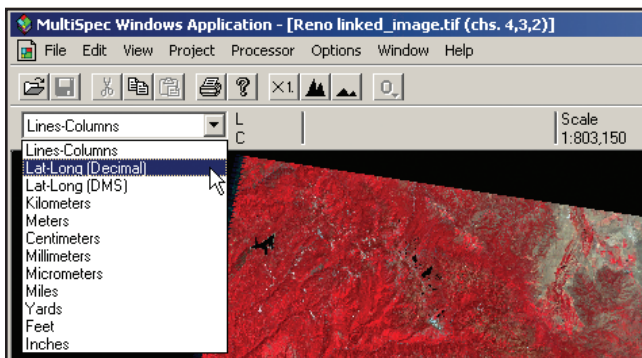 MultiSpec Windows Application - [Reno linked_image.tif (chs. 4,3,2)]
File Edit View Project Processor Options Window Help
×1. O.
Lines-Columns L Scale
C 1:803,150
Lines-Columns
Lat-Long (Decimal)
Lat-Long (DMS)
Kilometers
Meters
Centimeters
Millimeters
Micrometers
Miles
Yards
Feet
Inches